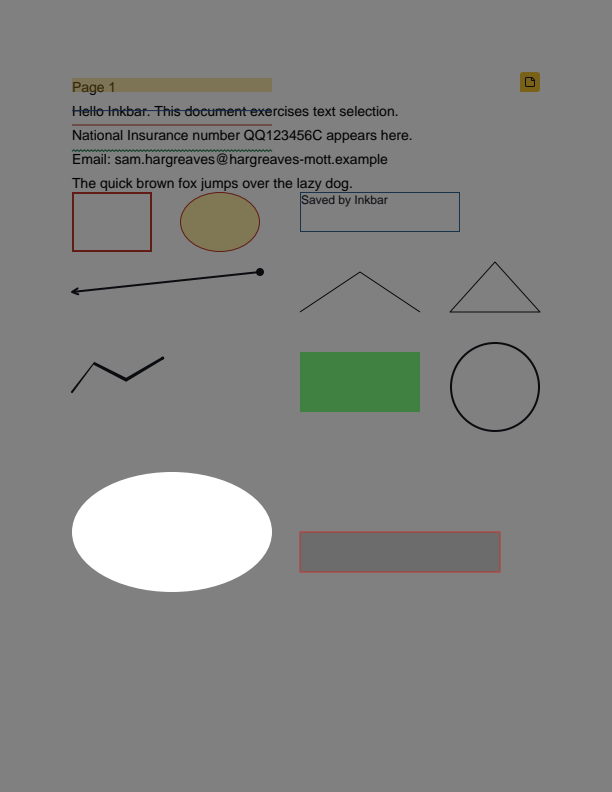 Page 1
Hello Inkbar. This document exercises text selection.
National Insurance number QQ123456C appears here.
Email: sam.hargreaves@hargreaves-mott.example
The quick brown fox jumps over the lazy dog.
Saved by Inkbar